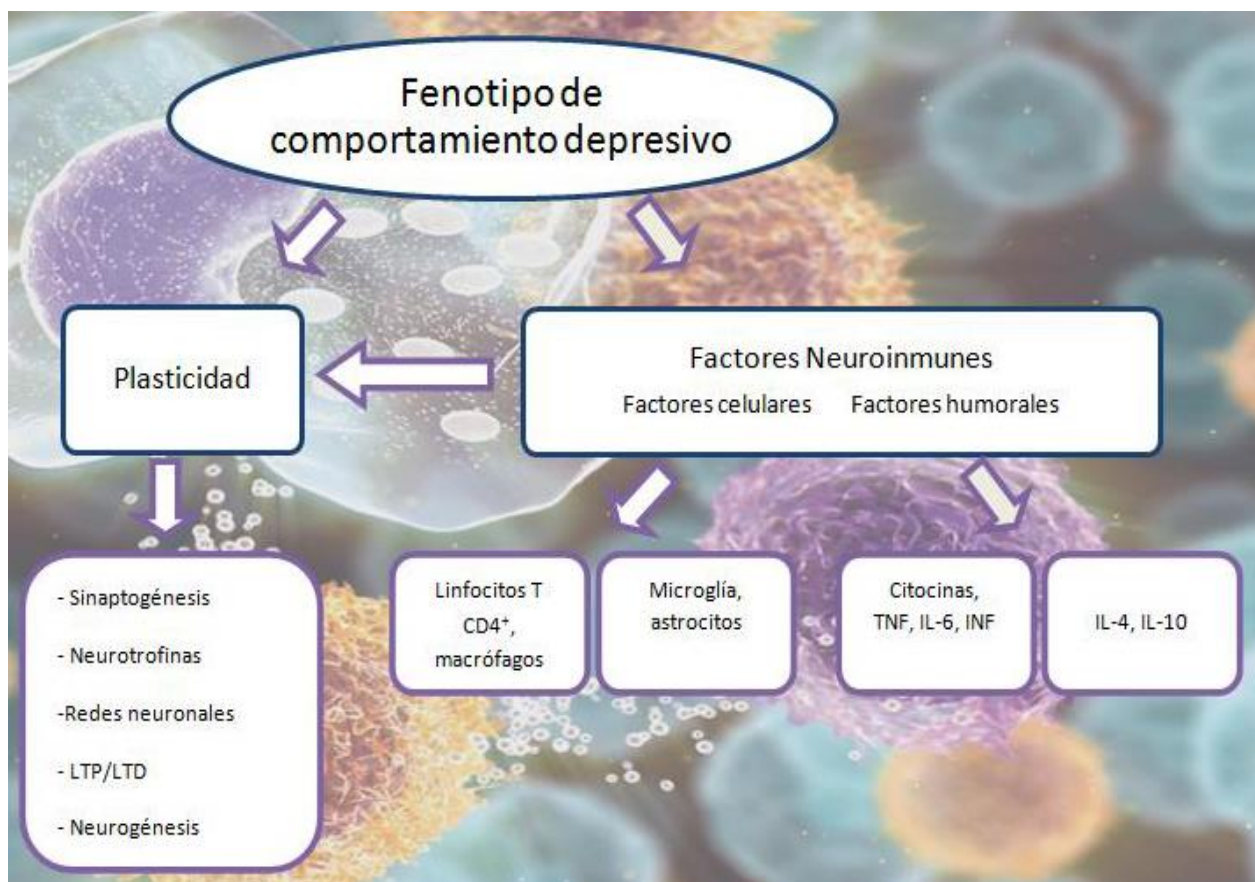 Fenotipo de
comportamiento depresivo
Plasticidad
Factores Neuroinmunes
Factores celulares Factores humorales
- Sinaptogénesis
- Neurotrofinas
-Redes neuronales
- LTP/LTD
- Neurogénesis
Linfocitos T
CD4⁺,
macrófagos
Microglía,
astrocitos
Citocinas,
TNF, IL-6, INF
IL-4, IL-10